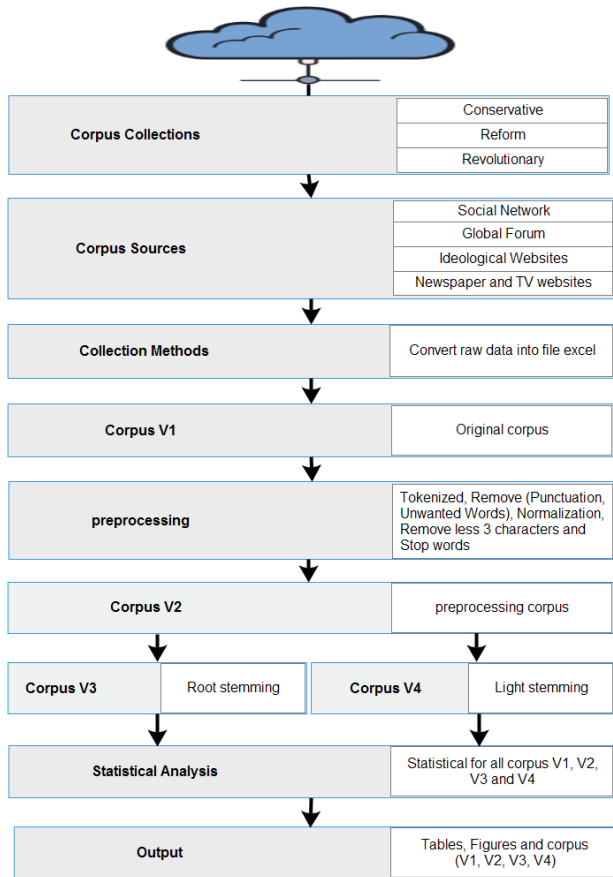 Corpus Collections
Conservative
Reform
Revolutionary
Corpus Sources
Social Network
Global Forum
Ideological Websites
Newspaper and TV websites
Collection Methods
Convert raw data into file excel
Corpus V1
Original corpus
preprocessing
Tokenized, Remove (Punctuation,
Unwanted Words), Normalization,
Remove less 3 characters and
Stop words
Corpus V2
preprocessing corpus
Corpus V3
Root stemming
Corpus V4
Light stemming
Statistical Analysis
Statistical for all corpus V1, V2,
V3 and V4
Output
Tables, Figures and corpus
(V1, V2, V3, V4)